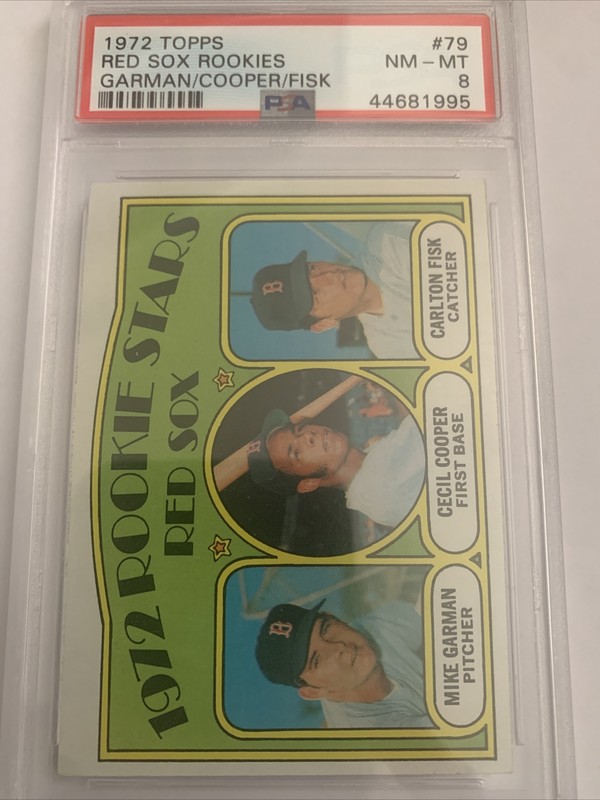 1972 TOPPS #79
RED SOX ROOKIES NM - MT
GARMAN/COOPER/FISK 8
PSA 44681995
1972 ROOKIE STARS
RED SOX
B
B
B
MIKE GARMAN
PITCHER
CECIL COOPER
FIRST BASE
CARLTON FISK
CATCHER